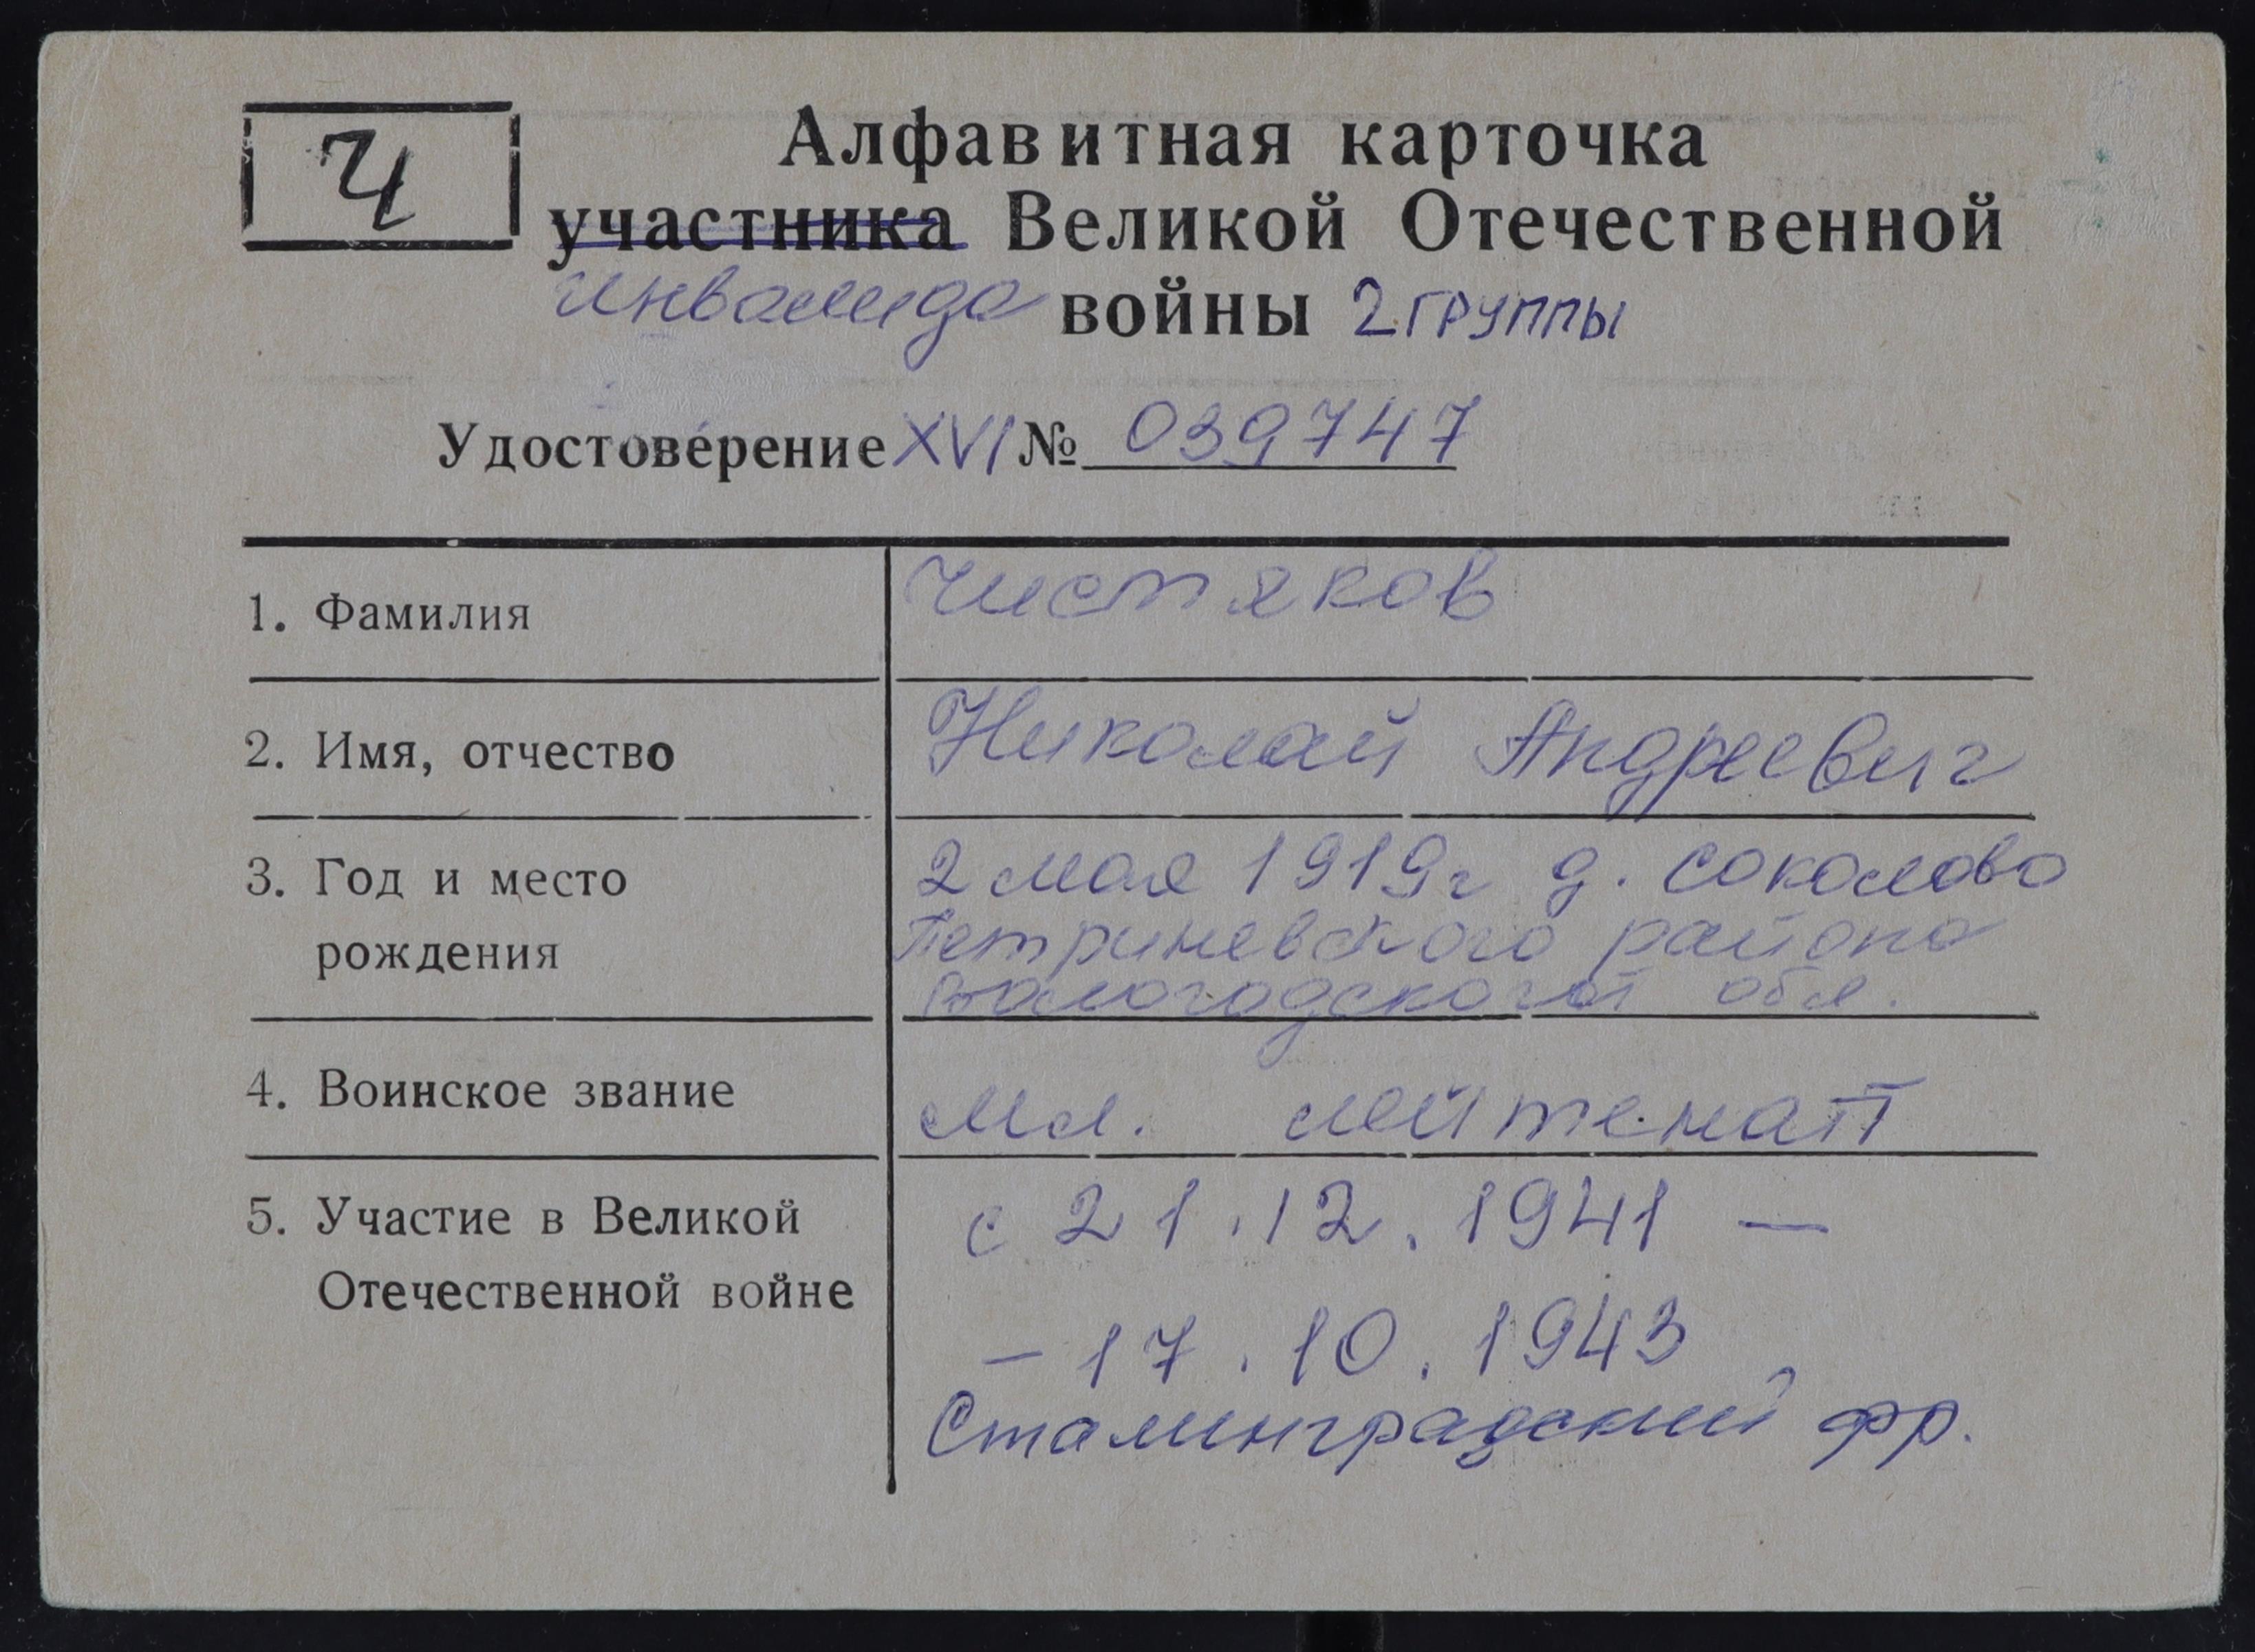 Ч
Алфавитная карточка
участника Великой Отечественной
инвалида войны 2 группы
Удостоверение XVI № 039747
1. Фамилия Чистяков
2. Имя, отчество Николай Андреевич
3. Год и место 2 мая 1919г д. Соколово
рождения Петриневского района
Вологодской обл.
4. Воинское звание мл. лейтенат
5. Участие в Великой с 21.12.1941 —
Отечественной войне – 17.10.1943
Сталинградский фр.